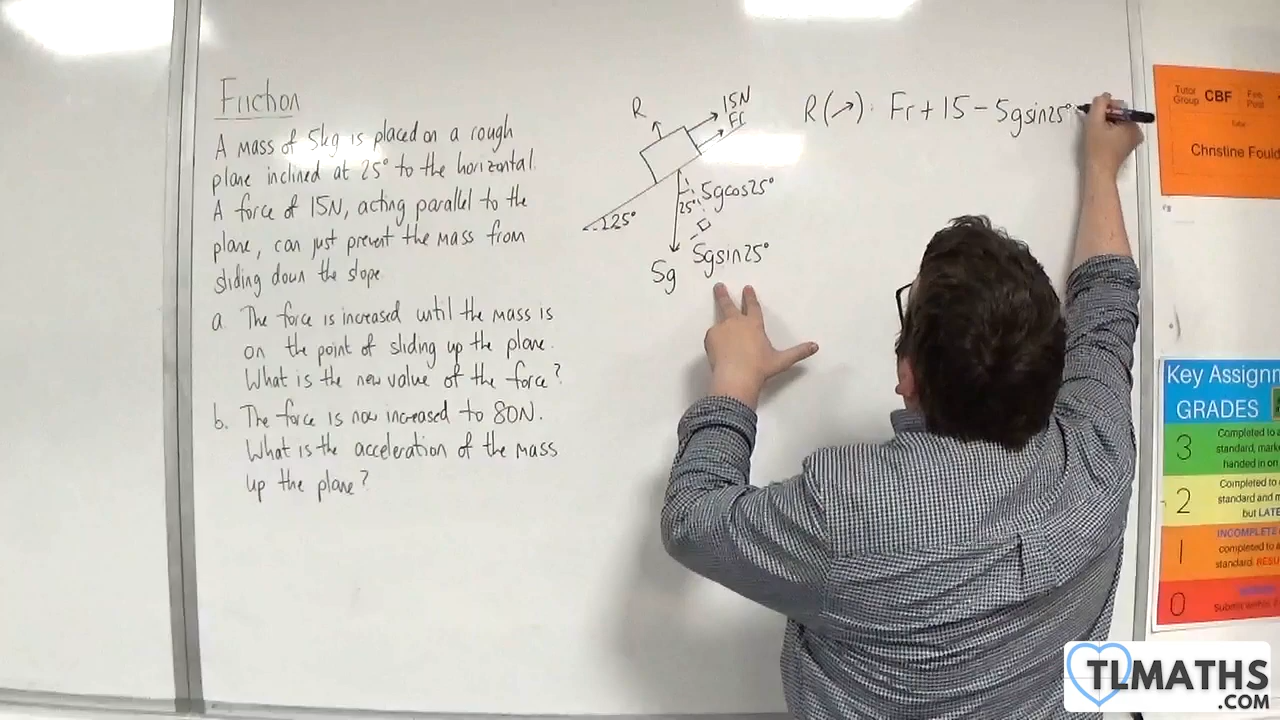 Friction
A mass of 5kg is placed on a rough
plane inclined at 25° to the horizontal.
A force of 15N, acting parallel to the
plane, can just prevent the mass from
sliding down the slope
a. The force is increased until the mass is
on the point of sliding up the plane.
What is the new value of the force?
b. The force is now increased to 80N.
What is the acceleration of the mass
up the plane?
R
15N
Fr
25°
25°
5gcos25°
5gsin25°
5g
R(↗): Fr + 15 - 5gsin25°
Tutor
Group
CBF
Christine Fould
Key Assignm
GRADES
3
Completed to a
standard, mark
handed in on
2
Completed to
standard and m
but LATE
1
INCOMPLETE
completed to a
standard. RESU
0
Submit within
TLMATHS
.COM